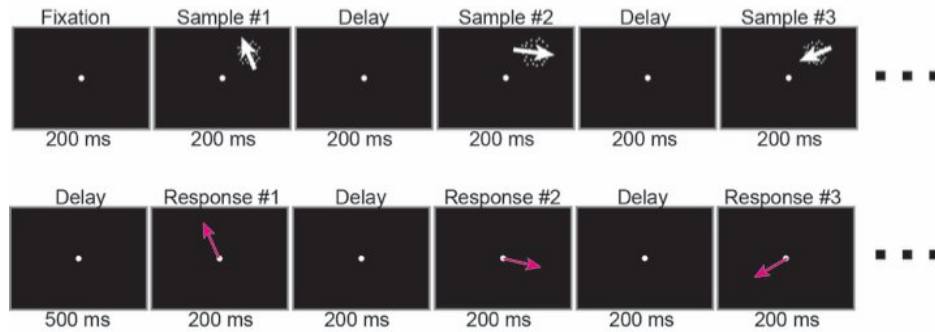 Fixation Sample #1 Delay Sample #2 Delay Sample #3
200 ms 200 ms 200 ms 200 ms 200 ms 200 ms
Delay Response #1 Delay Response #2 Delay Response #3
500 ms 200 ms 200 ms 200 ms 200 ms 200 ms